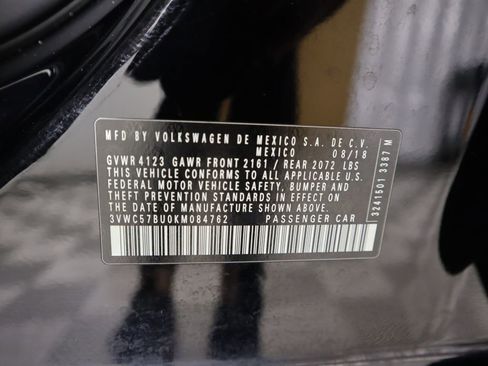 MFD BY VOLKSWAGEN DE MEXICO S.A. DE C.V.
MEXICO 08/18
GVWR 4123 GAWR FRONT 2161/ REAR 2072 LBS
THIS VEHICLE CONFORMS TO ALL APPLICABLE U.S.
FEDERAL MOTOR VEHICLE SAFETY, BUMPER, AND
THEFT PREVENTION STANDARDS IN EFFECT ON
THE DATE OF MANUFACTURE SHOWN ABOVE.
3VWC57BU0KM084762 PASSENGER CAR
3241501 3387 M